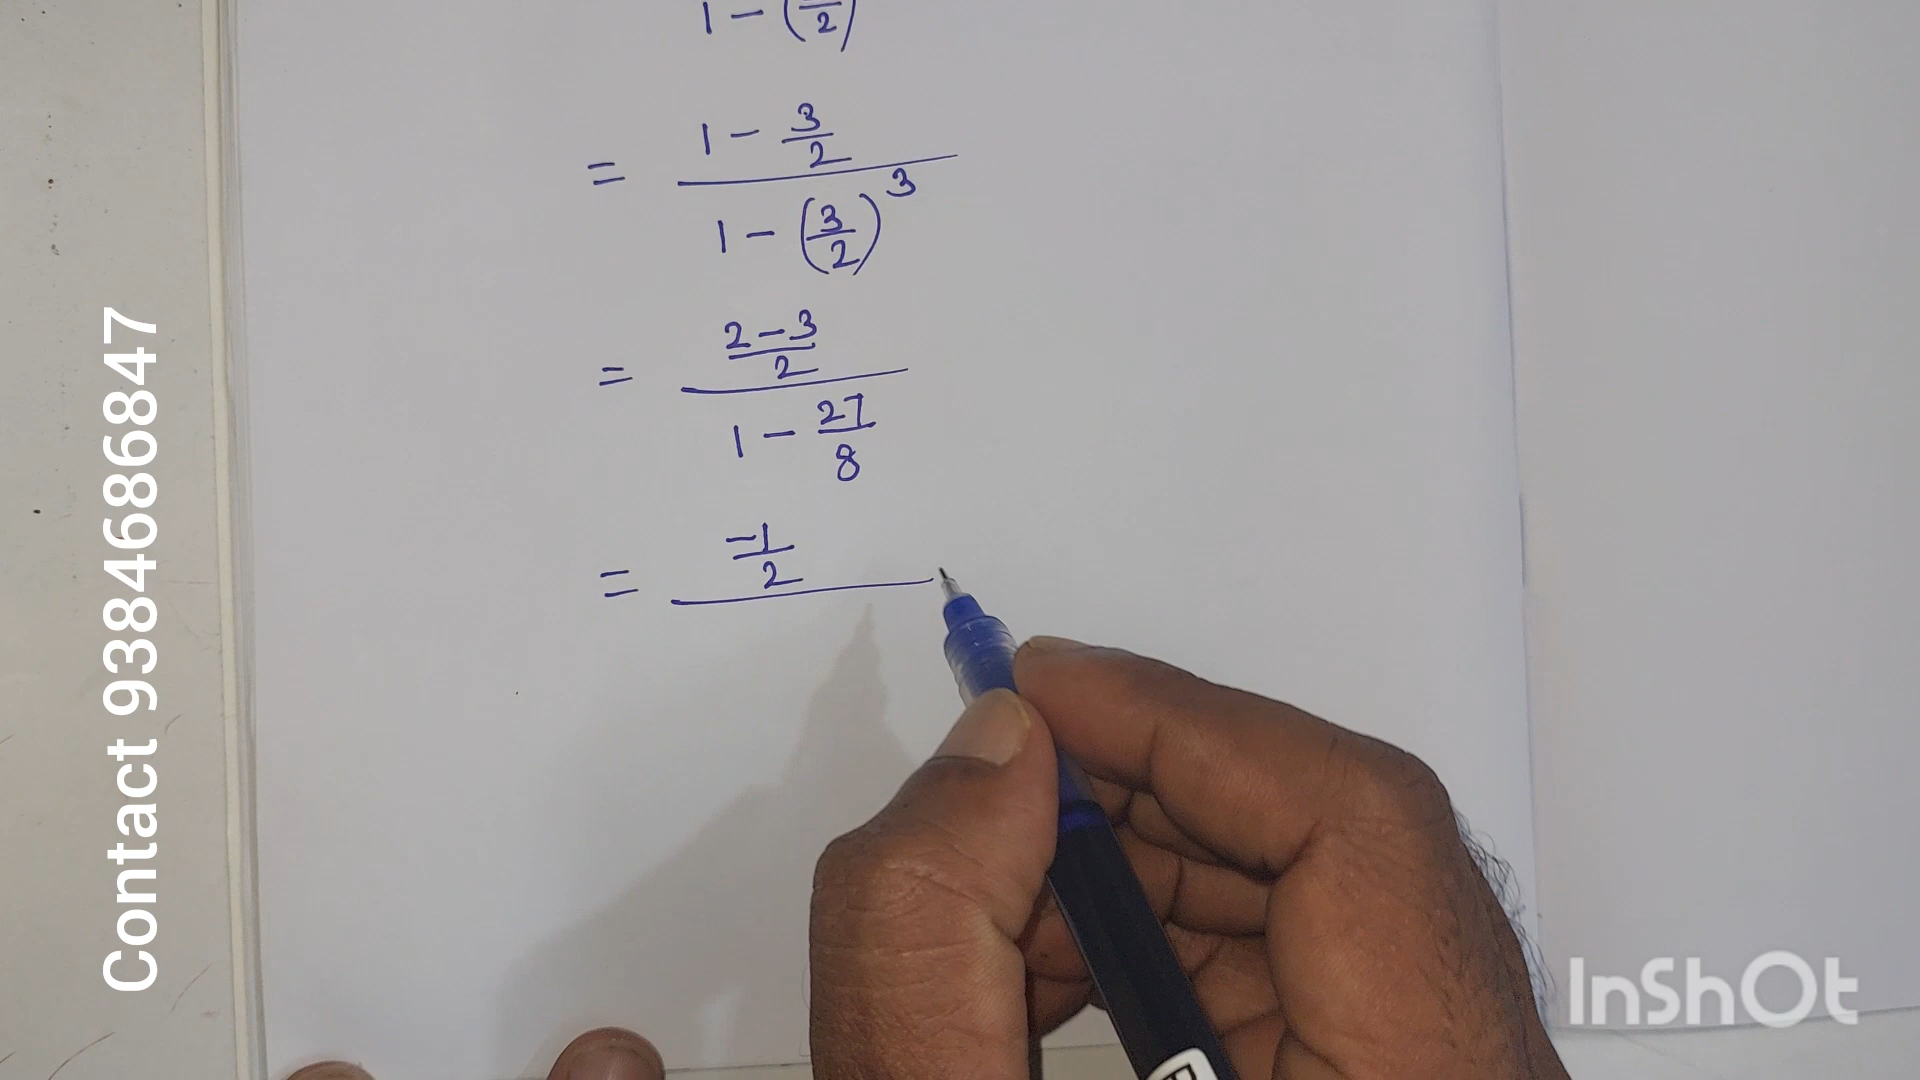 1 - ( /2)
= (1 - 3/2) / (1 - (3/2)^3)
= ((2-3)/2) / (1 - 27/8)
= (-1/2) /
Contact 9384686847
InShOt